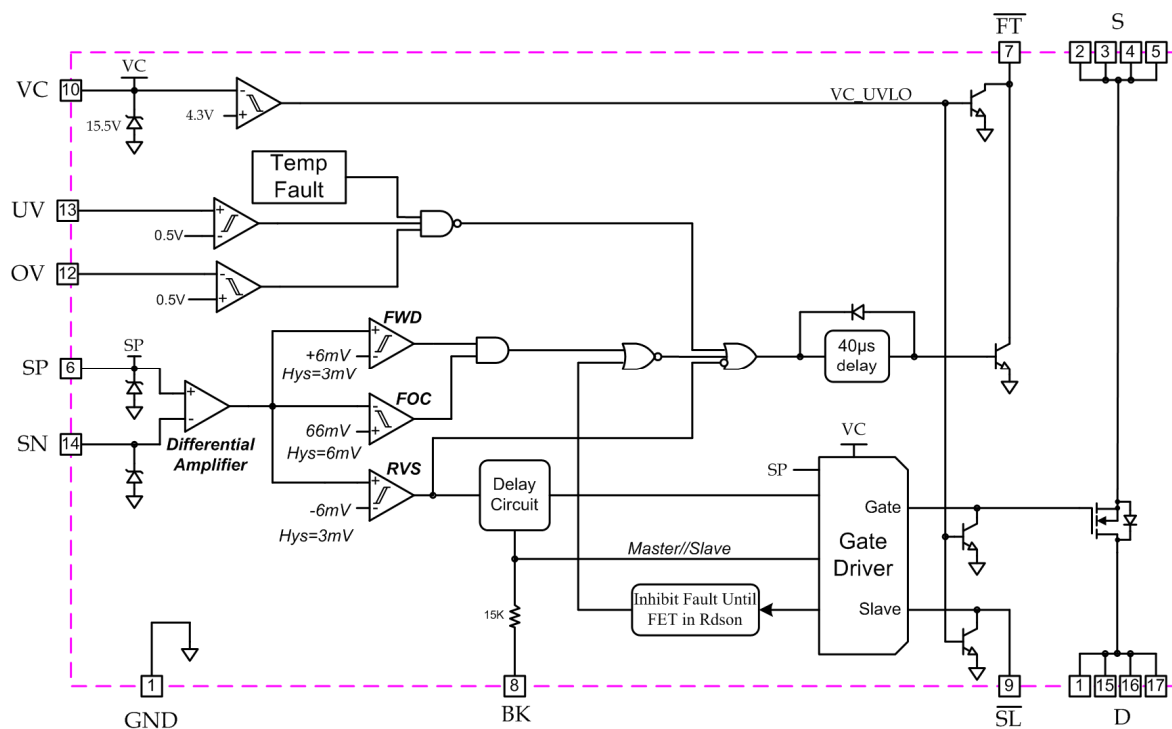 F̅T̅ S
7 2 3 4 5
VC 10 VC
15.5V 4.3V
VC_UVLO
Temp
Fault
UV 13
0.5V
OV 12
0.5V
FWD
+6mV
Hys=3mV
40µs
delay
SP 6 SP
FOC
66mV
Hys=6mV
SN 14
Differential
Amplifier
RVS
-6mV
Hys=3mV
Delay
Circuit
VC
SP
Gate
Gate
Driver
Slave
Master//Slave
Inhibit Fault Until
FET in Rdson
15K
1 8 9 1 15 16 17
GND BK S̅L̅ D